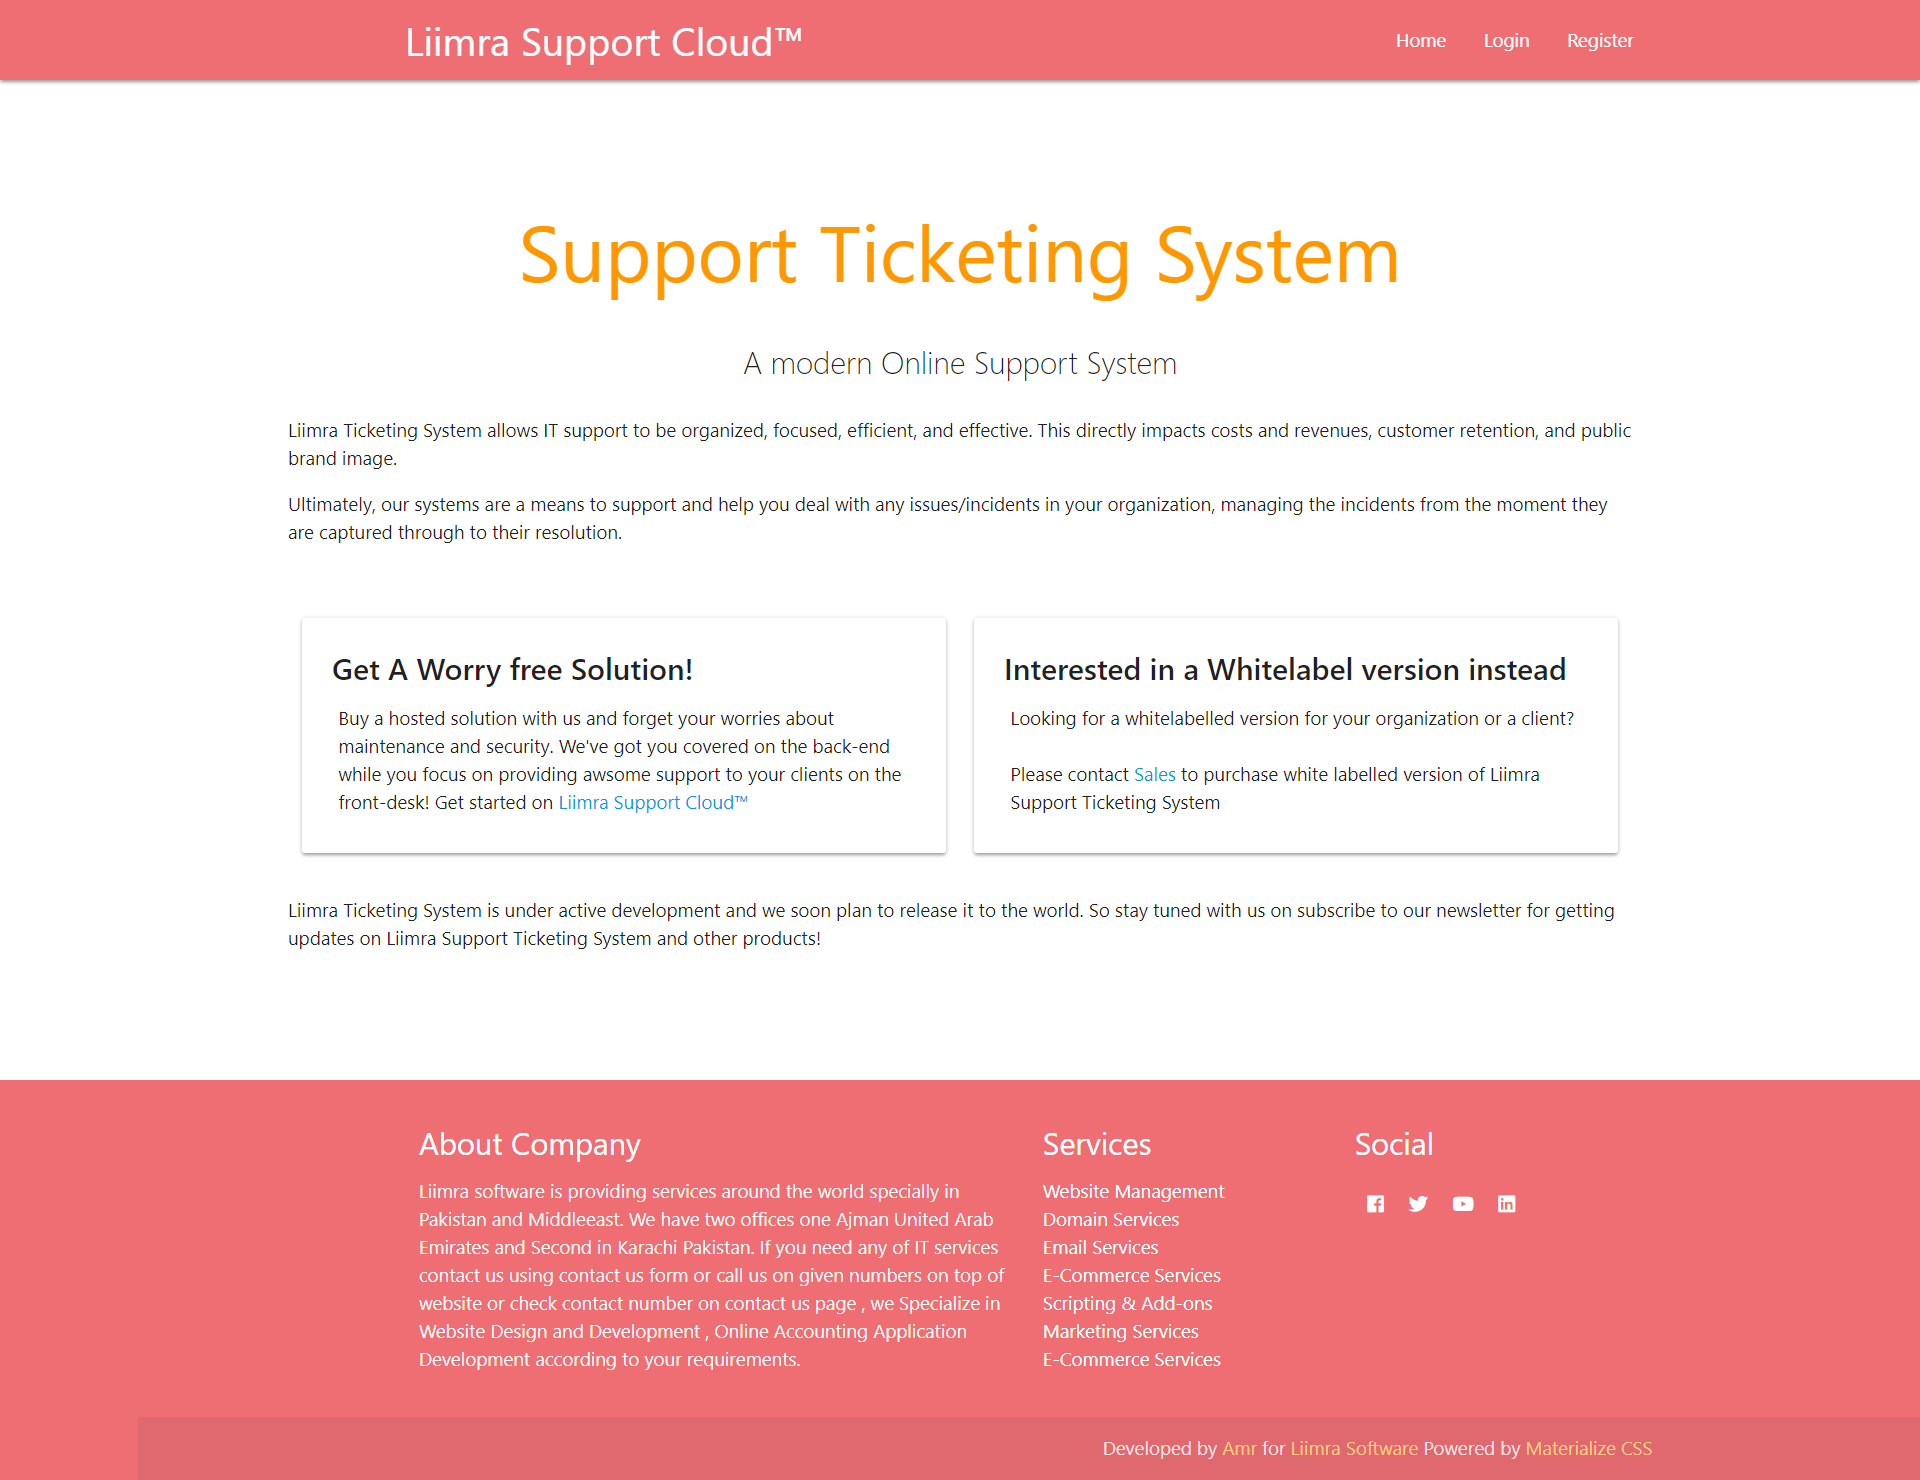 Liimra Support Cloud™
Home Login Register
Support Ticketing System
A modern Online Support System
Liimra Ticketing System allows IT support to be organized, focused, efficient, and effective. This directly impacts costs and revenues, customer retention, and public
brand image.
Ultimately, our systems are a means to support and help you deal with any issues/incidents in your organization, managing the incidents from the moment they
are captured through to their resolution.
Get A Worry free Solution!
Buy a hosted solution with us and forget your worries about
maintenance and security. We've got you covered on the back-end
while you focus on providing awsome support to your clients on the
front-desk! Get started on Liimra Support Cloud™
Interested in a Whitelabel version instead
Looking for a whitelabelled version for your organization or a client?
Please contact Sales to purchase white labelled version of Liimra
Support Ticketing System
Liimra Ticketing System is under active development and we soon plan to release it to the world. So stay tuned with us on subscribe to our newsletter for getting
updates on Liimra Support Ticketing System and other products!
About Company
Liimra software is providing services around the world specially in
Pakistan and Middleeast. We have two offices one Ajman United Arab
Emirates and Second in Karachi Pakistan. If you need any of IT services
contact us using contact us form or call us on given numbers on top of
website or check contact number on contact us page , we Specialize in
Website Design and Development , Online Accounting Application
Development according to your requirements.
Services
Website Management
Domain Services
Email Services
E-Commerce Services
Scripting & Add-ons
Marketing Services
E-Commerce Services
Social
Developed by Amr for Liimra Software Powered by Materialize CSS